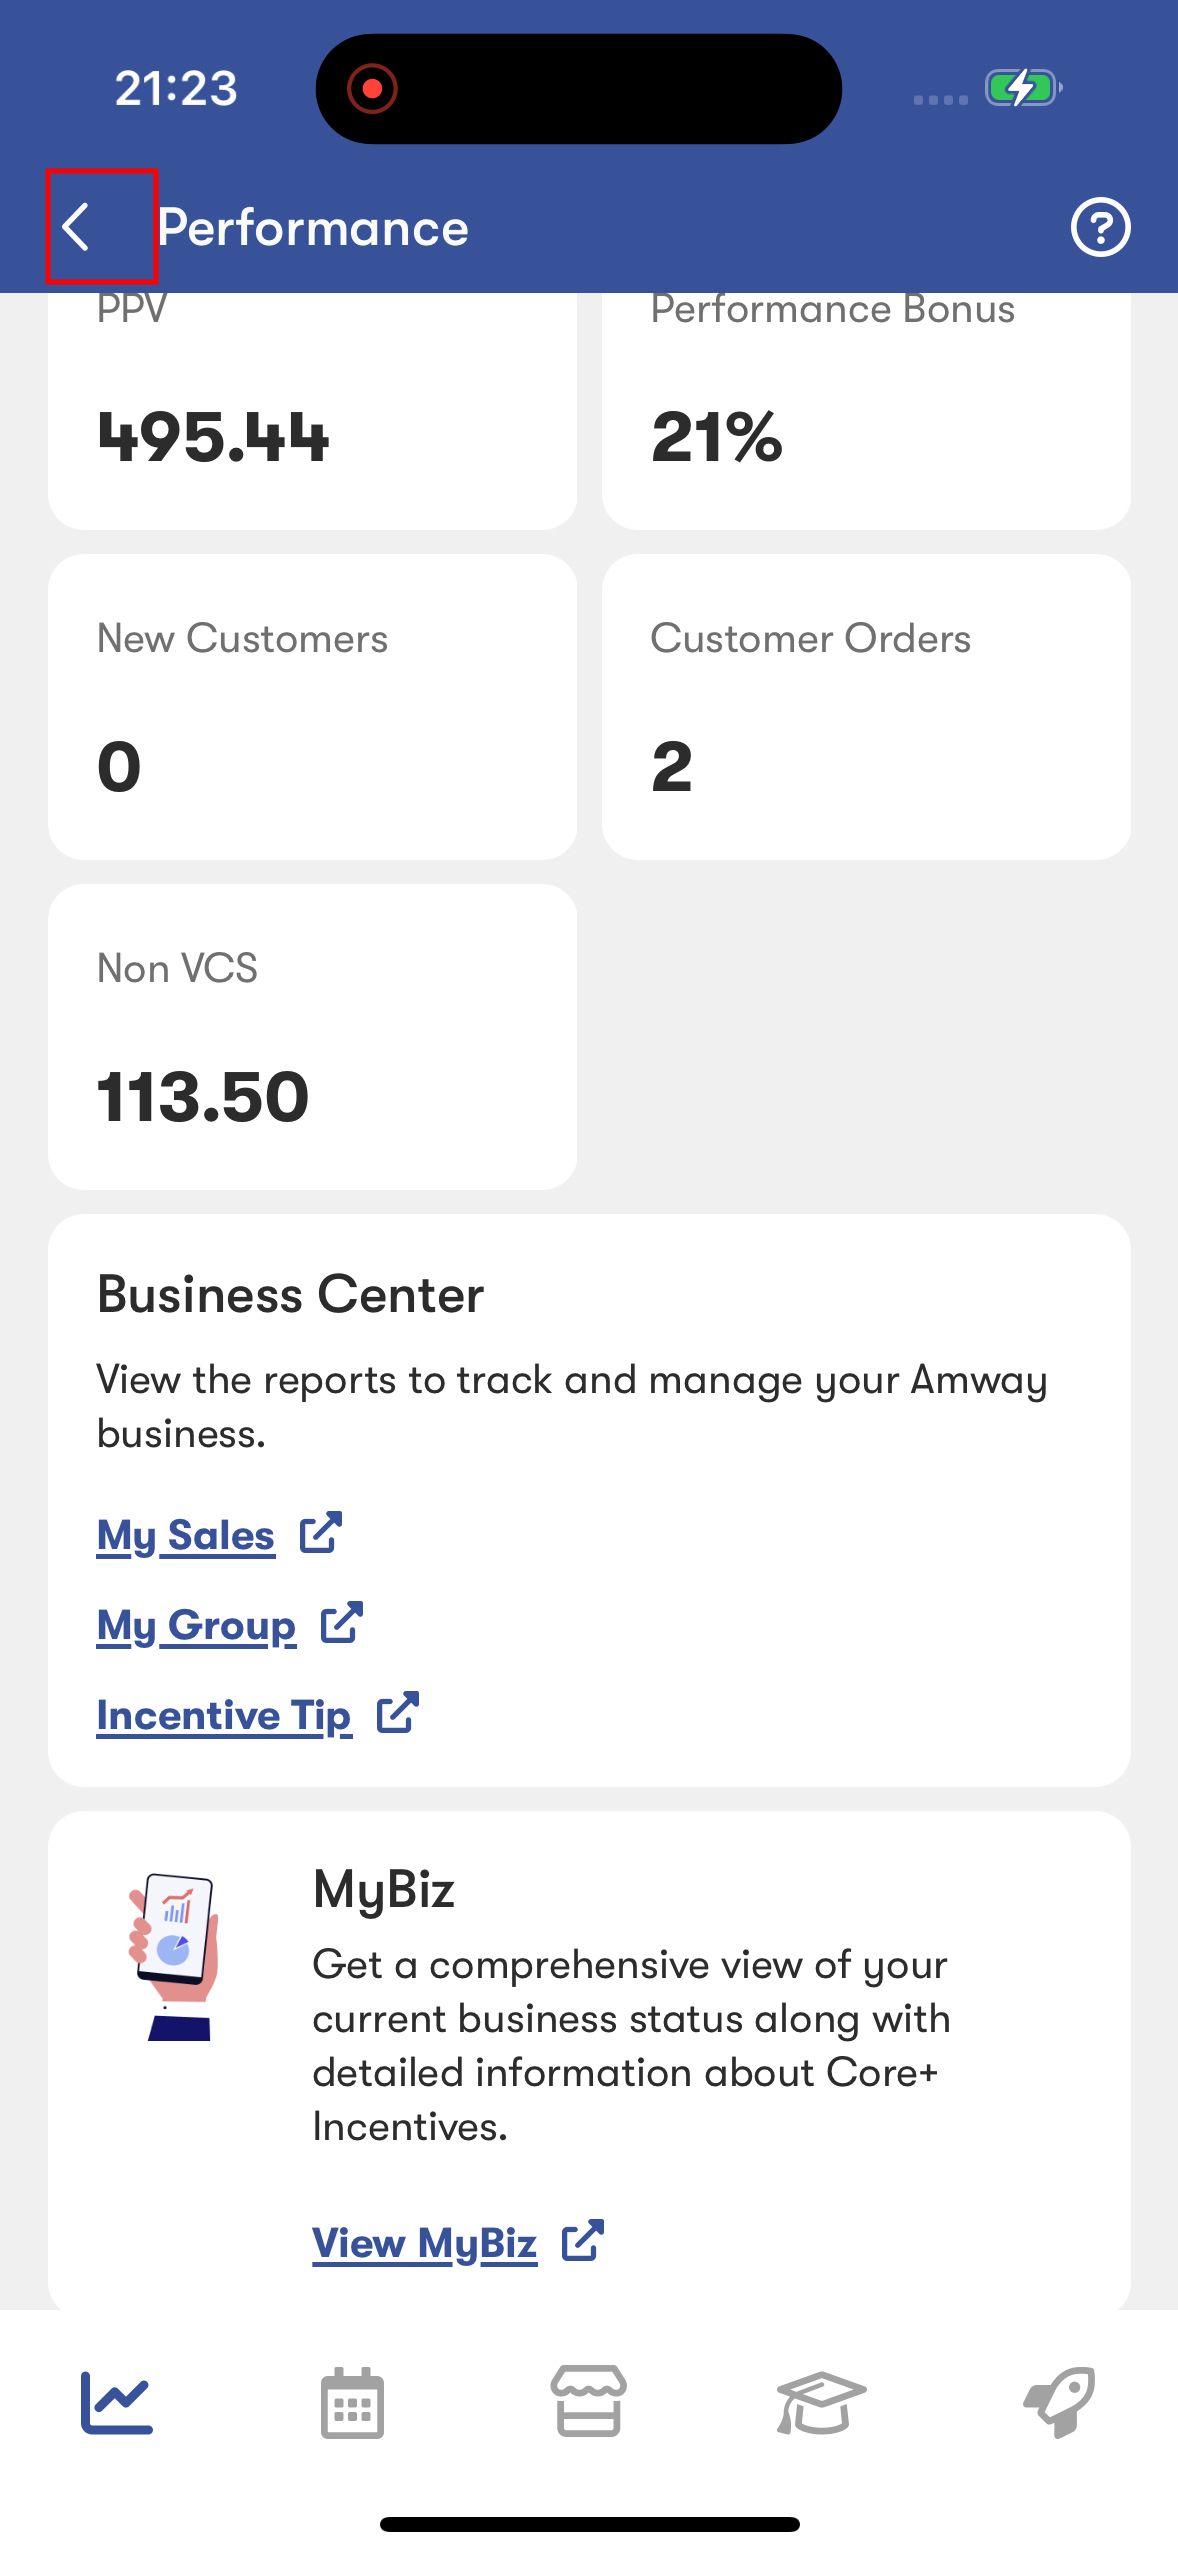 21:23
Performance
PPV
Performance Bonus
495.44
21%
New Customers
Customer Orders
0
2
Non VCS
113.50
Business Center
View the reports to track and manage your Amway
business.
My Sales
My Group
Incentive Tip
MyBiz
Get a comprehensive view of your
current business status along with
detailed information about Core+
Incentives.
View MyBiz